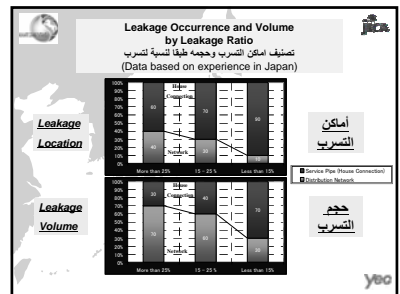 Leakage Occurrence and Volume
by Leakage Ratio
تصنيف اماكن التسرب وحجمه طبقا لنسبة لتسرب
(Data based on experience in Japan)
JICA
Leakage
Location
100%
90%
80%
70%
60%
50%
40%
30%
20%
10%
0%
House
Connection
Network
60
70
90
40
30
10
More than 25%
15 - 25%
Less than 15%
أماكن
التسرب
Service Pipe (House Connection)
Distribution Network
Leakage
Volume
100%
90%
80%
70%
60%
50%
40%
30%
20%
10%
0%
House
Connection
Network
30
40
70
70
60
30
More than 25%
15 - 25%
Less than 15%
حجم
التسرب
yec